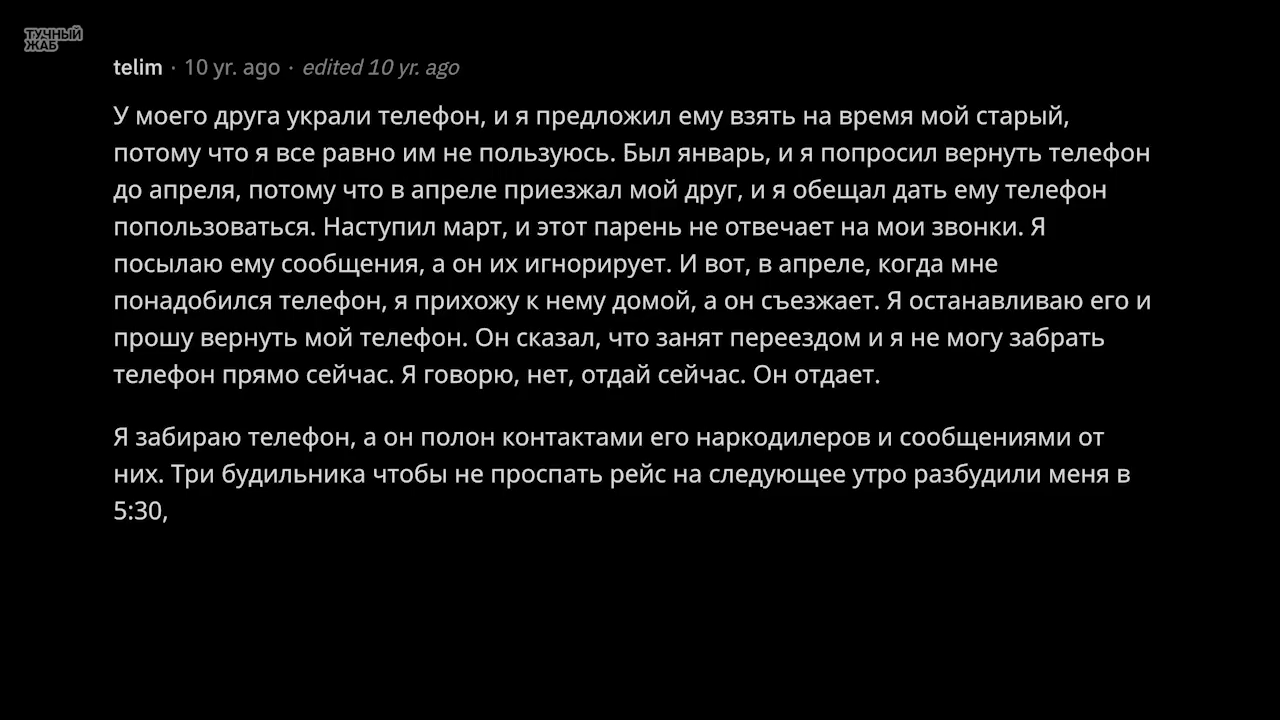 ТУЧНЫЙ
ЖАБ
telim · 10 yr. ago · edited 10 yr. ago
У моего друга украли телефон, и я предложил ему взять на время мой старый,
потому что я все равно им не пользуюсь. Был январь, и я попросил вернуть телефон
до апреля, потому что в апреле приезжал мой друг, и я обещал дать ему телефон
попользоваться. Наступил март, и этот парень не отвечает на мои звонки. Я
посылаю ему сообщения, а он их игнорирует. И вот, в апреле, когда мне
понадобился телефон, я прихожу к нему домой, а он съезжает. Я останавливаю его и
прошу вернуть мой телефон. Он сказал, что занят переездом и я не могу забрать
телефон прямо сейчас. Я говорю, нет, отдай сейчас. Он отдает.
Я забираю телефон, а он полон контактами его наркодилеров и сообщениями от
них. Три будильника чтобы не проспать рейс на следующее утро разбудили меня в
5:30,